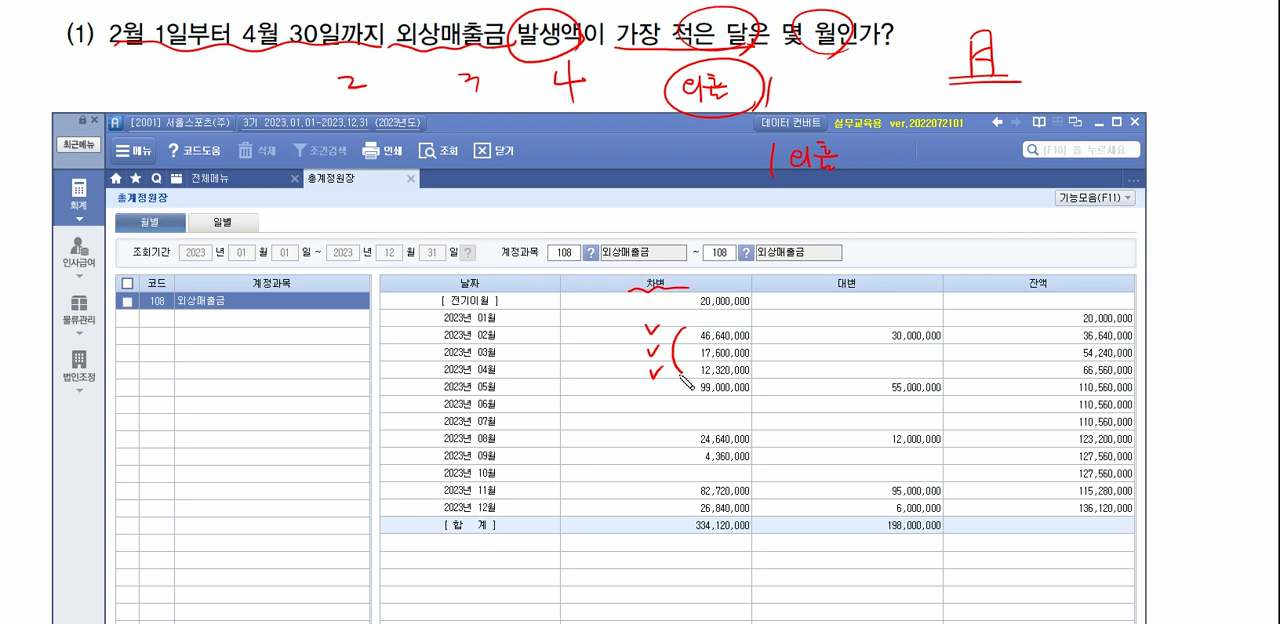 (1) 2월 1일부터 4월 30일까지 외상매출금 발생액이 가장 적은 달은 몇 월인가?
2 3 4 외출 1 月
최근메뉴 A [2001] 서울스포츠(주) 3기 2023.01.01~2023.12.31 (2023년도) 데이터 컨버트 실무교육용 ver.2022072101
메뉴 ? 코드도움 삭제 조건검색 인쇄 조회 닫기 [F10] 을 누르세요
1 외출
전체메뉴 총계정원장
회계 총계정원장 기능모음(F11)
월별 일별
인사급여 조회기간 2023 년 01 월 01 일 ~ 2023 년 12 월 31 일 ? 계정과목 108 ? 외상매출금 ~ 108 ? 외상매출금
코드 계정과목 날짜 차변 대변 잔액
108 외상매출금 [ 전기이월 ] 20,000,000
물류관리 2023년 01월 20,000,000
2023년 02월 46,640,000 30,000,000 36,640,000
2023년 03월 17,600,000 54,240,000
법인조정 2023년 04월 12,320,000 66,560,000
2023년 05월 99,000,000 55,000,000 110,560,000
2023년 06월 110,560,000
2023년 07월 110,560,000
2023년 08월 24,640,000 12,000,000 123,200,000
2023년 09월 4,360,000 127,560,000
2023년 10월 127,560,000
2023년 11월 82,720,000 95,000,000 115,280,000
2023년 12월 26,840,000 6,000,000 136,120,000
[ 합 계 ] 334,120,000 198,000,000